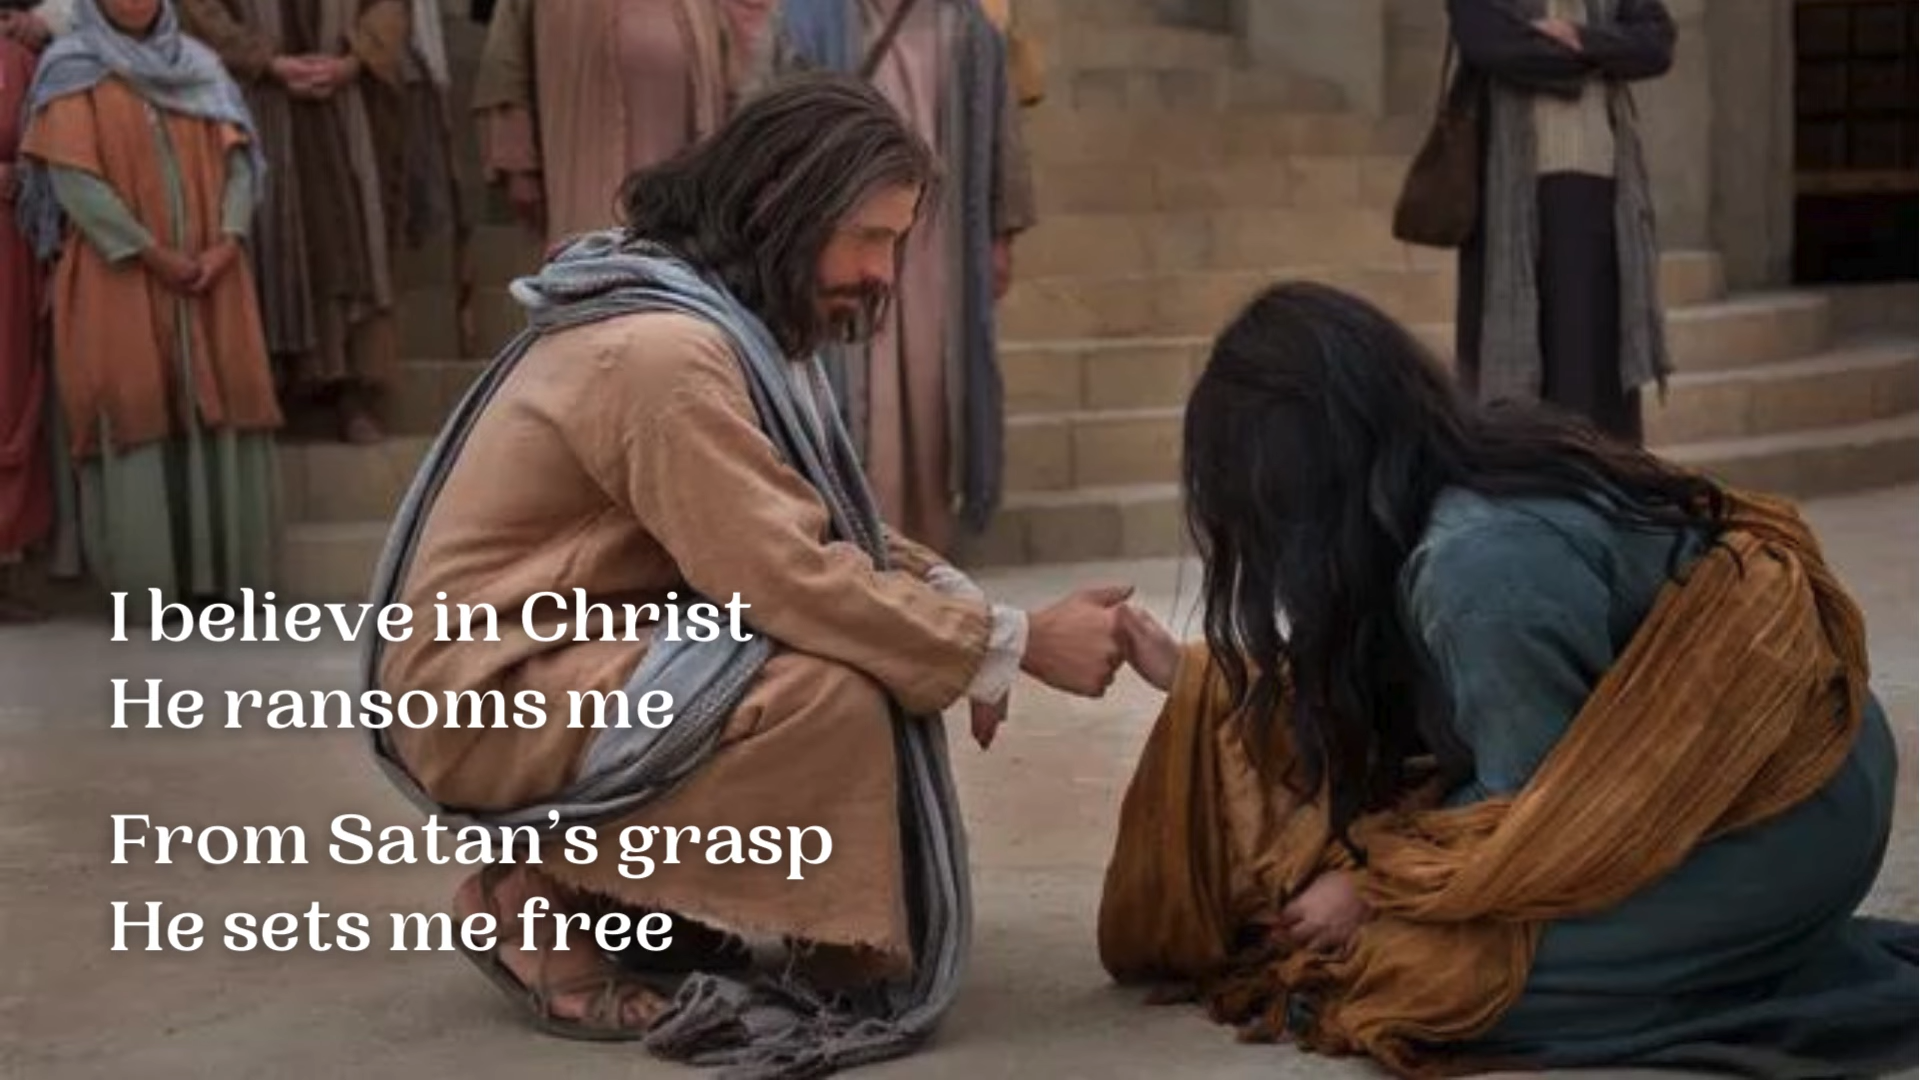 I believe in Christ
He ransoms me
From Satan’s grasp
He sets me free